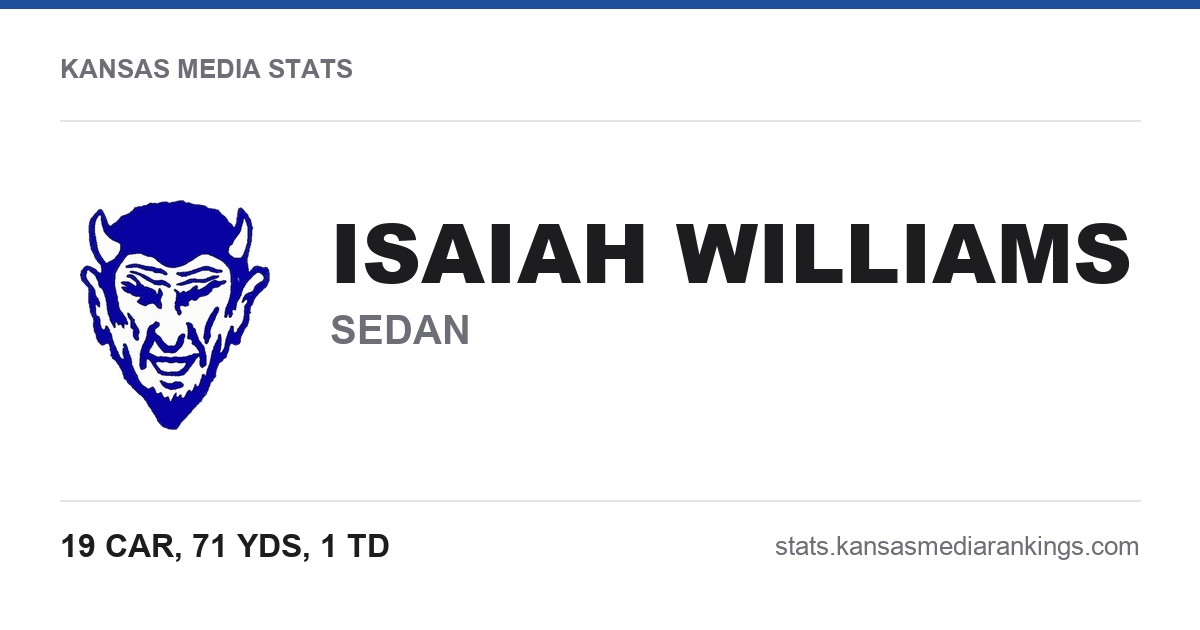 KANSAS MEDIA STATS
ISAIAH WILLIAMS
SEDAN
19 CAR, 71 YDS, 1 TD
stats.kansasmediarankings.com